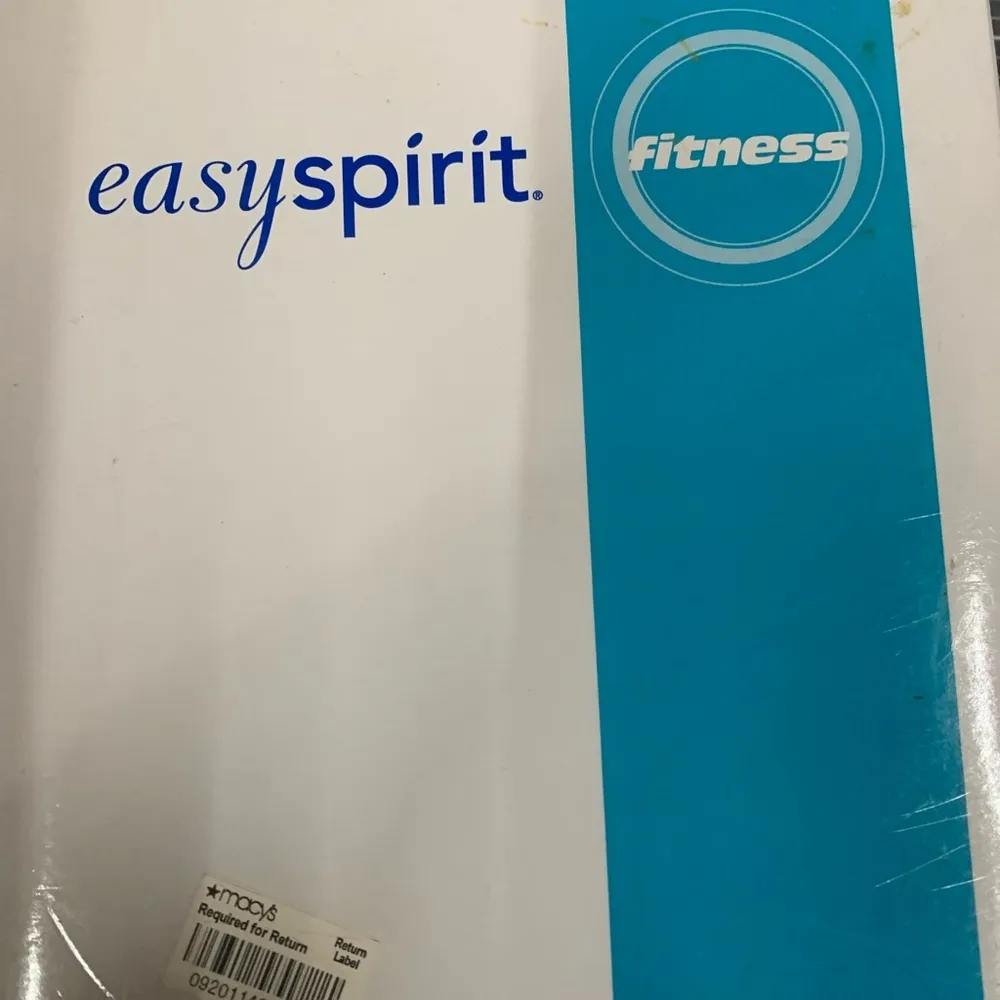 easyspirit®
fitness
★macy's
Required for Return
Return
Label